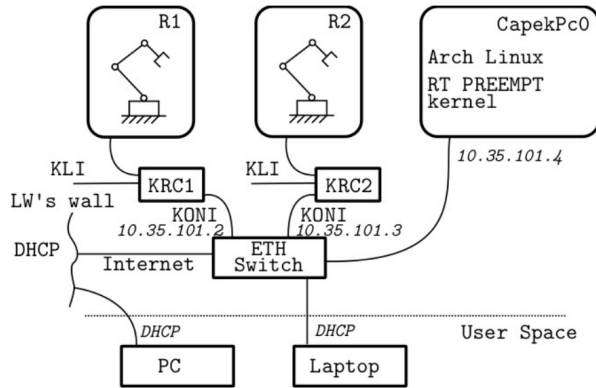 R1
R2
CapekPc0
Arch Linux
RT PREEMPT
kernel
10.35.101.4
KLI
KRC1
KLI
KRC2
LW's wall
KONI
KONI
10.35.101.2
10.35.101.3
DHCP
Internet
ETH
Switch
DHCP
DHCP
User Space
PC
Laptop